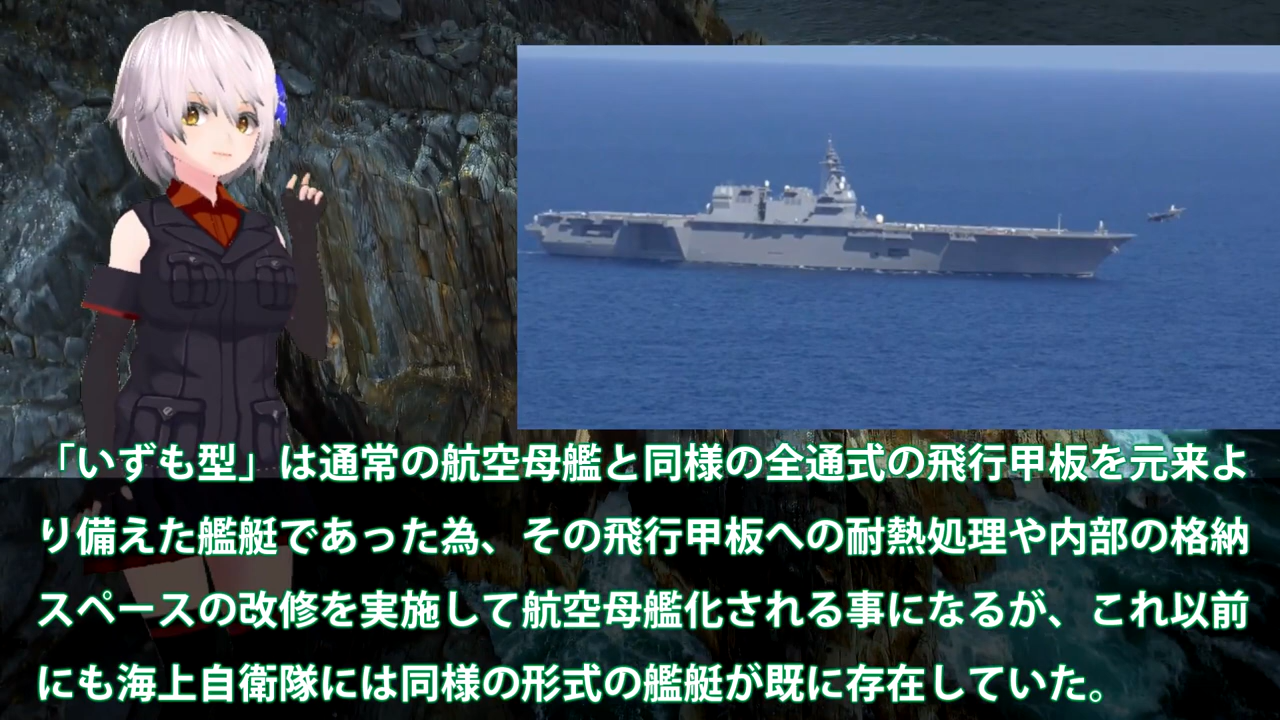 「いずも型」は通常の航空母艦と同様の全通式の飛行甲板を元来よ
り備えた艦艇であった為、その飛行甲板への耐熱処理や内部の格納
スペースの改修を実施して航空母艦化される事になるが、これ以前
にも海上自衛隊には同様の形式の艦艇が既に存在していた。